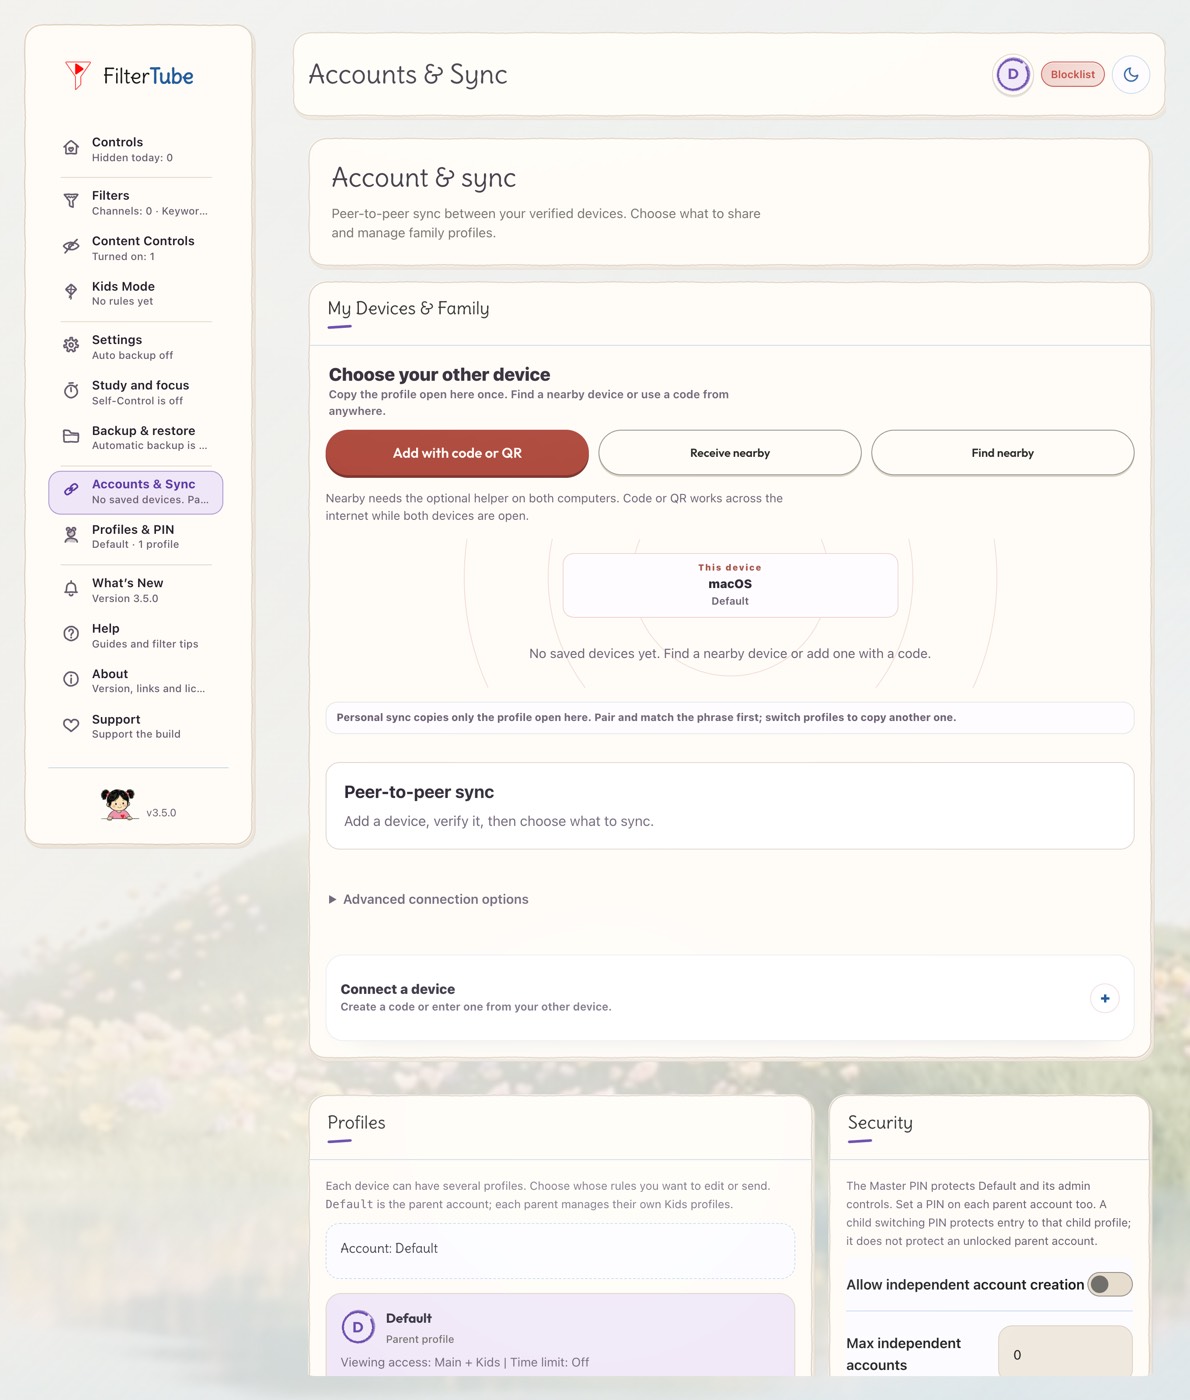 FilterTube
Controls
Hidden today: 0
Filters
Channels: 0 · Keywor...
Content Controls
Turned on: 1
Kids Mode
No rules yet
Settings
Auto backup off
Study and focus
Self-Control is off
Backup & restore
Automatic backup is ...
Accounts & Sync
No saved devices. Pa...
Profiles & PIN
Default · 1 profile
What's New
Version 3.5.0
Help
Guides and filter tips
About
Version, links and lic...
Support
Support the build
v3.5.0
Accounts & Sync
D
Blocklist
Account & sync
Peer-to-peer sync between your verified devices. Choose what to share
and manage family profiles.
My Devices & Family
Choose your other device
Copy the profile open here once. Find a nearby device or use a code from
anywhere.
Add with code or QR
Receive nearby
Find nearby
Nearby needs the optional helper on both computers. Code or QR works across the
internet while both devices are open.
This device
macOS
Default
No saved devices yet. Find a nearby device or add one with a code.
Personal sync copies only the profile open here. Pair and match the phrase first; switch profiles to copy another one.
Peer-to-peer sync
Add a device, verify it, then choose what to sync.
Advanced connection options
Connect a device
Create a code or enter one from your other device.
+
Profiles
Each device can have several profiles. Choose whose rules you want to edit or send.
Default is the parent account; each parent manages their own Kids profiles.
Account: Default
D
Default
Parent profile
Viewing access: Main + Kids | Time limit: Off
Security
The Master PIN protects Default and its admin
controls. Set a PIN on each parent account too. A
child switching PIN protects entry to that child profile;
it does not protect an unlocked parent account.
Allow independent account creation
Max independent
accounts
0